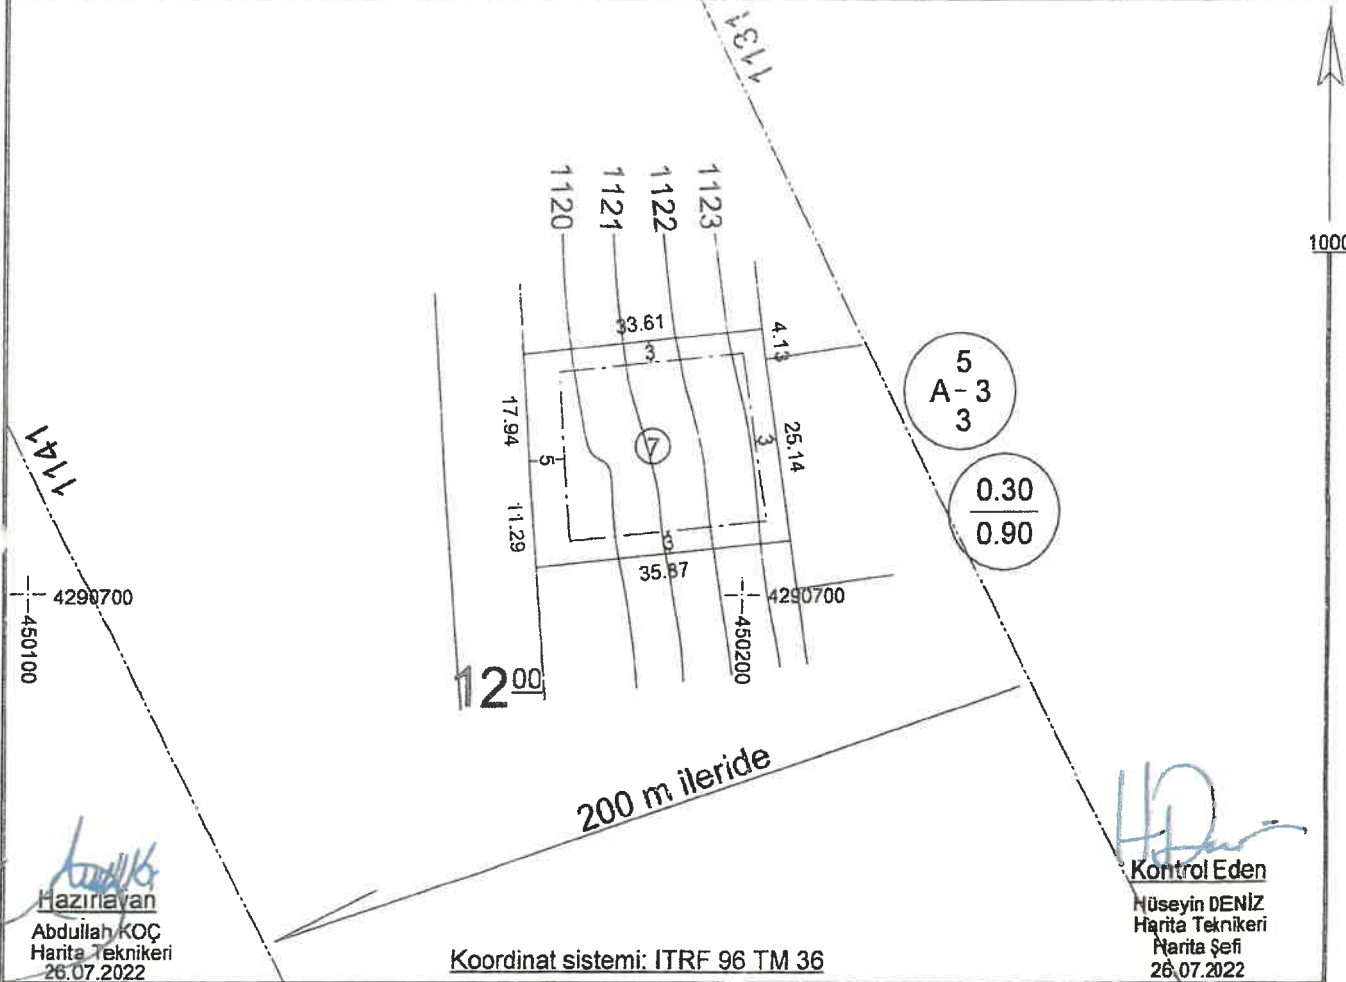 1131
1120
1121
1122
1123
1000
33.61
4.13
3
5
A-3
3
17.94
7
3
25.14
5
1141
0.30
0.90
11.29
3
35.87
4290700
450100
4290700
450200
12 00
200 m ileride
Hazırlayan
Abdullah KOÇ
Harita Teknikeri
26.07.2022
Koordinat sistemi: ITRF 96 TM 36
Kontrol Eden
Hüseyin DENİZ
Harita Teknikeri
Harita Şefi
26.07.2022